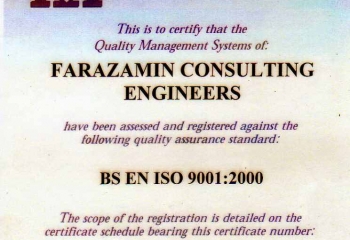 This is to certify that the
Quality Management Systems of:
FARAZAMIN CONSULTING
ENGINEERS
have been assessed and registered against the
following quality assurance standard:
BS EN ISO 9001:2000
The scope of the registration is detailed on the
certificate schedule bearing this certificate number: